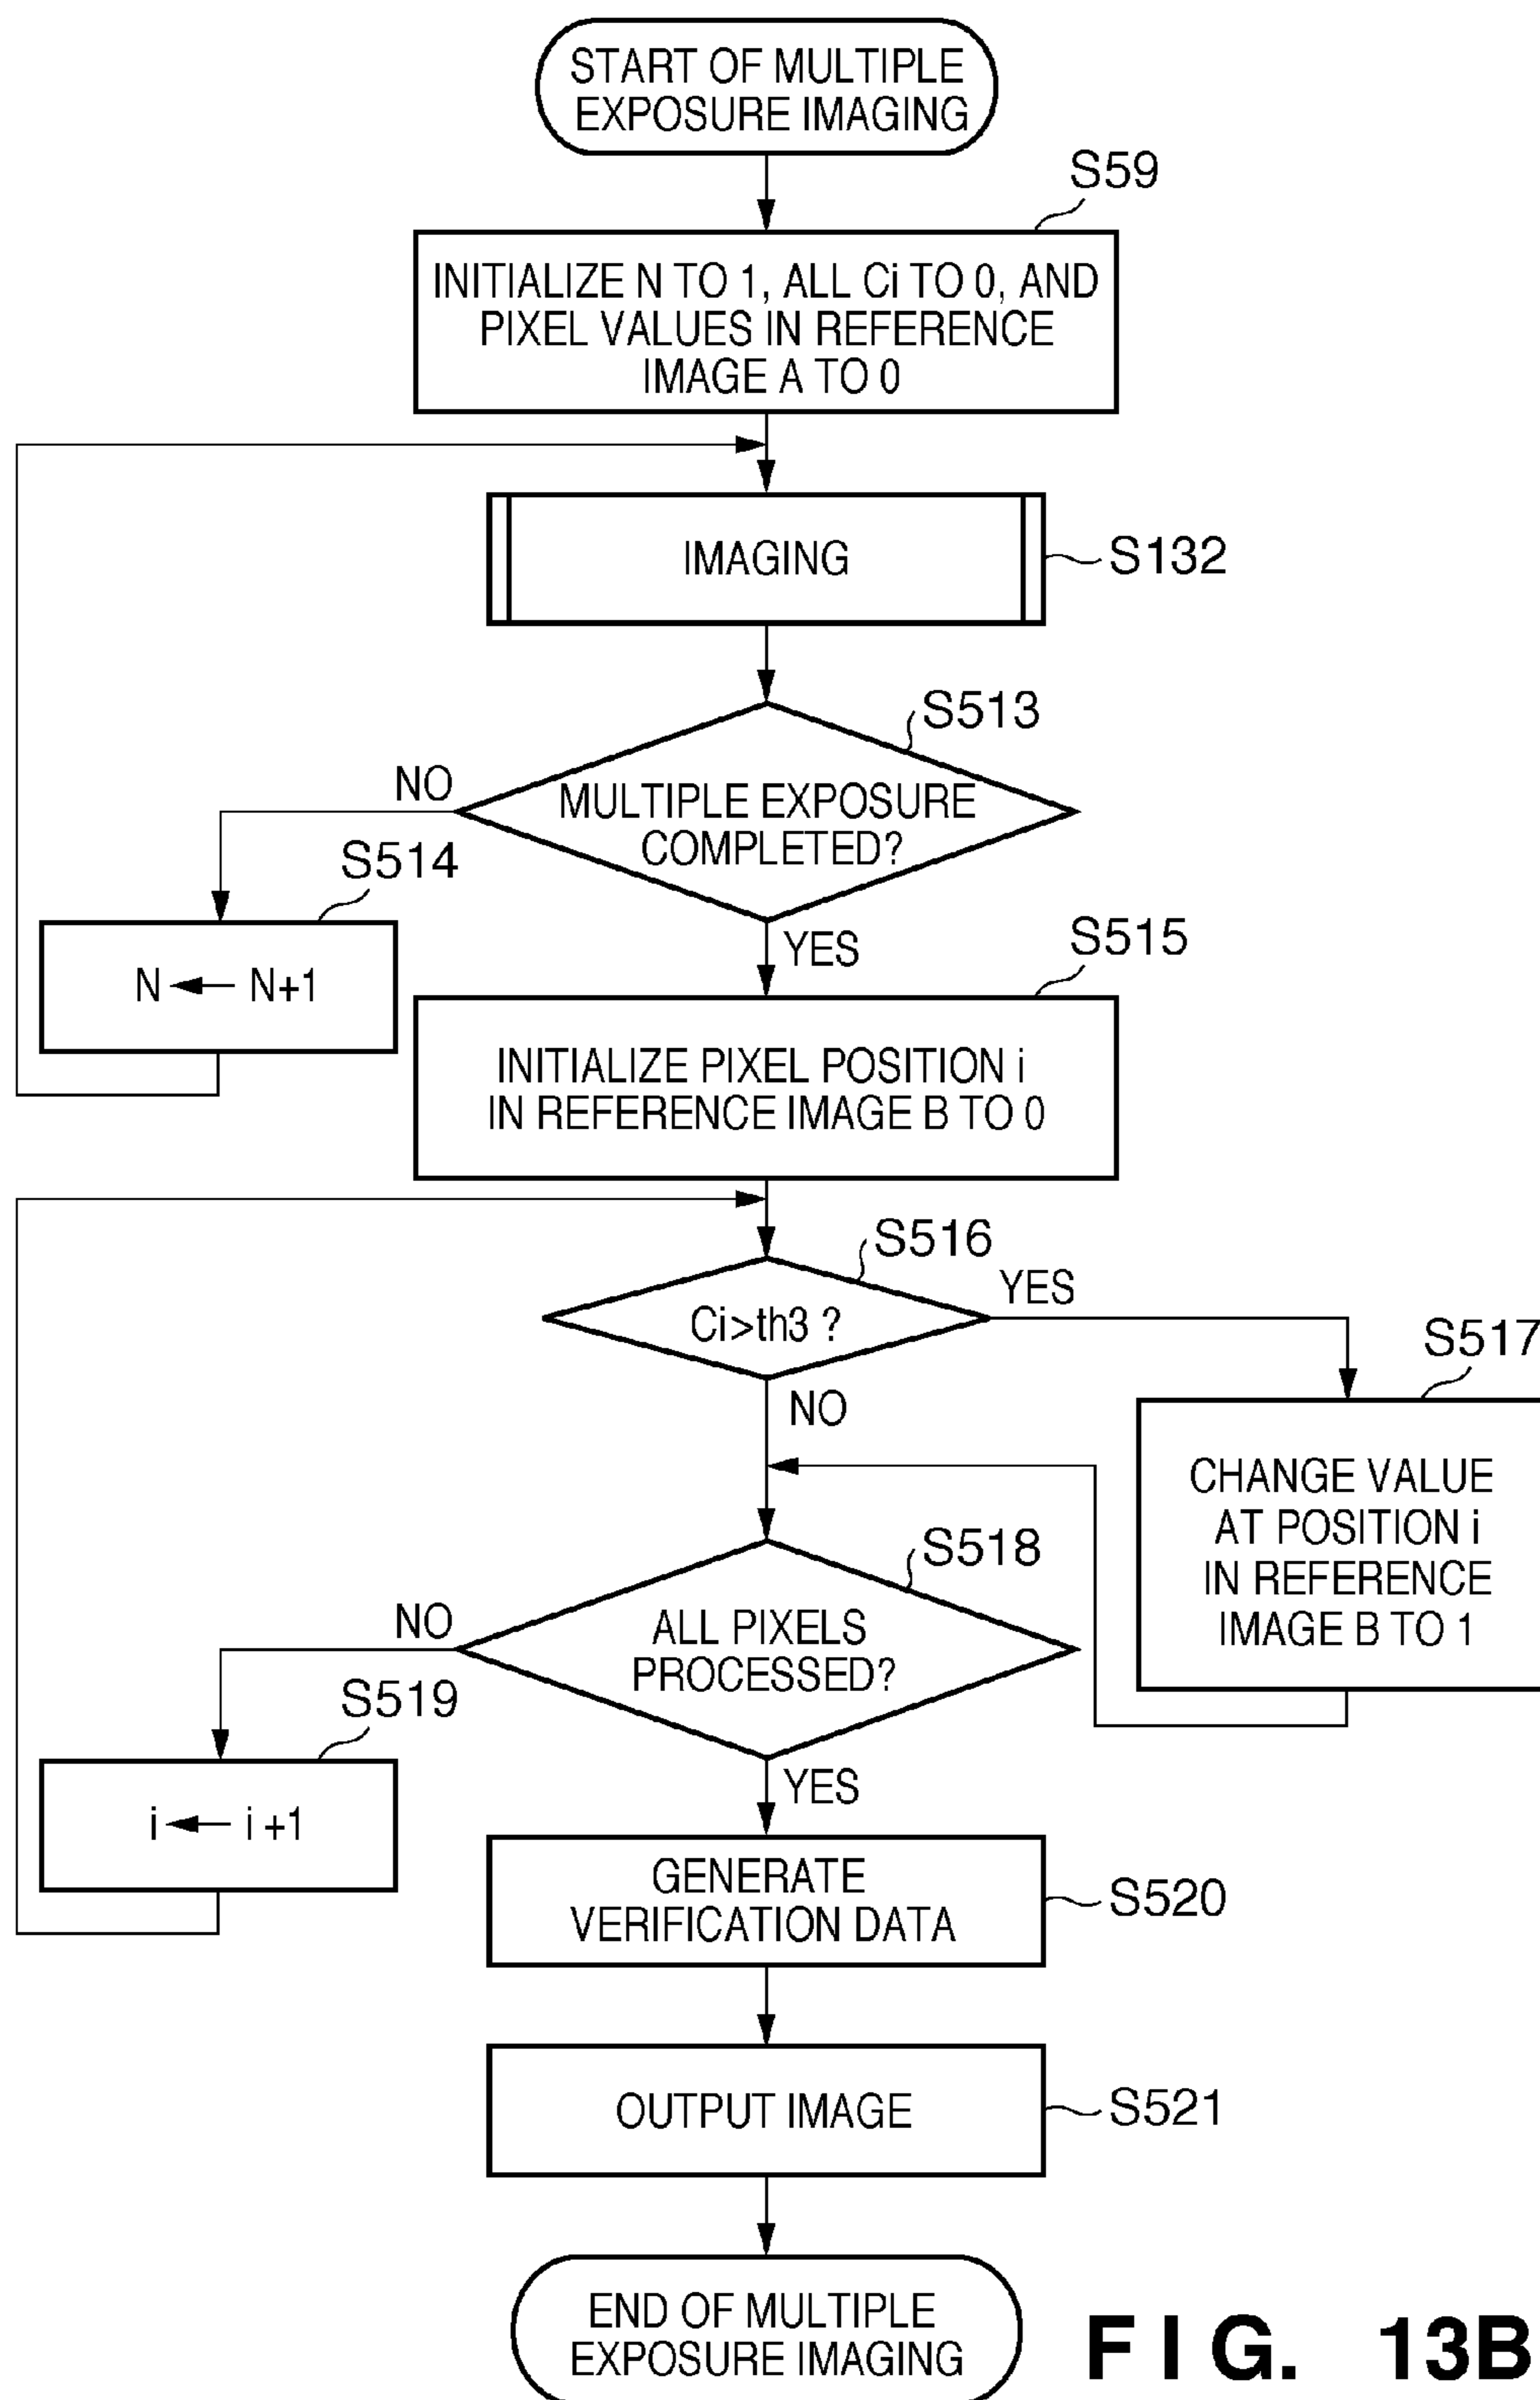 START OF MULTIPLE
EXPOSURE IMAGING
S59
INITIALIZE N TO 1, ALL Ci TO 0, AND
PIXEL VALUES IN REFERENCE
IMAGE A TO 0
IMAGING
S132
S513
NO
MULTIPLE EXPOSURE
COMPLETED?
S514
YES
S515
N ← N+1
INITIALIZE PIXEL POSITION i
IN REFERENCE IMAGE B TO 0
S516
YES
Ci>th3 ?
S517
NO
CHANGE VALUE
AT POSITION i
IN REFERENCE
IMAGE B TO 1
S518
NO
ALL PIXELS
PROCESSED?
S519
YES
i ← i +1
GENERATE
VERIFICATION DATA
S520
OUTPUT IMAGE
S521
END OF MULTIPLE
EXPOSURE IMAGING
FIG. 13B